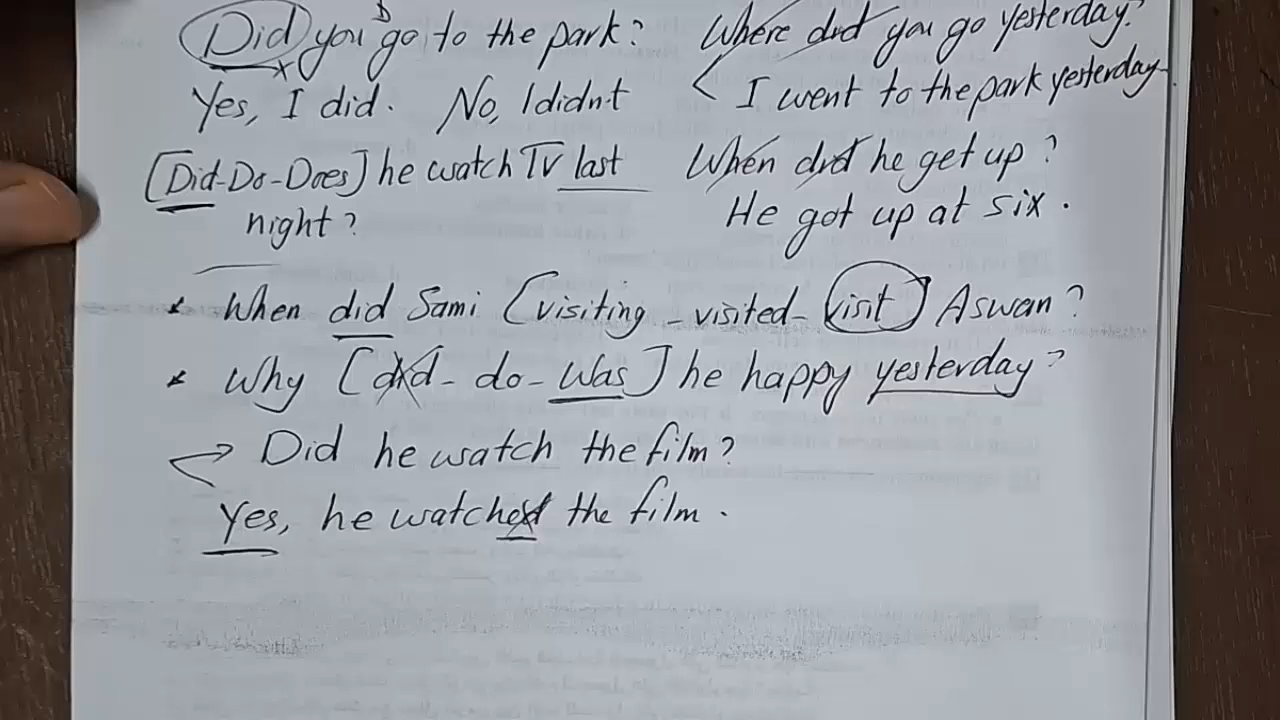 Did you go to the park?
Yes, I did. No, I didn't
[Did-Do-Does] he watch TV last
night?
Where did you go yesterday?
I went to the park yesterday
When did he get up?
He got up at six.
When did Sami [visiting - visited - visit] Aswan?
Why [did - do - was] he happy yesterday?
Did he watch the film?
Yes, he watched the film.